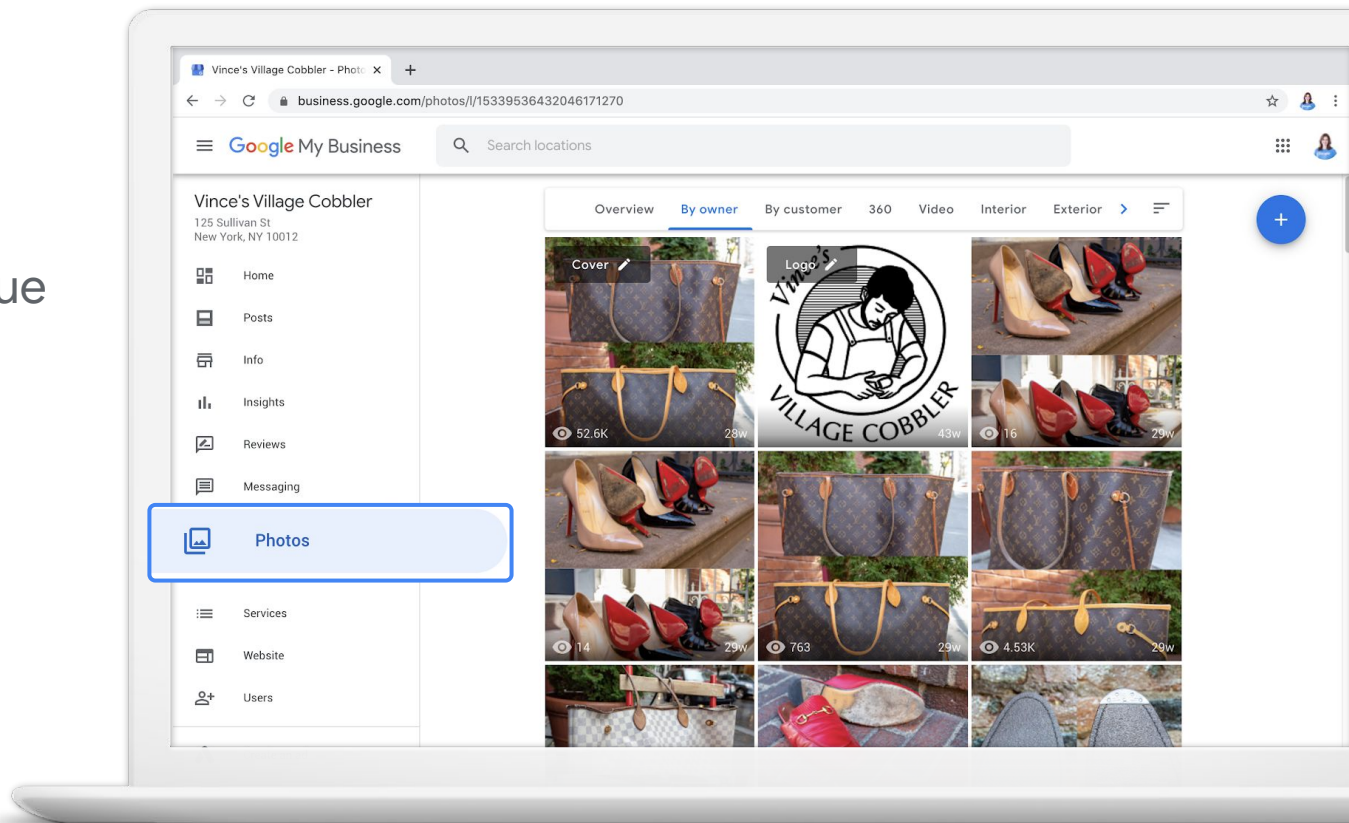 ue
Vince's Village Cobbler - Photo
business.google.com/photos/l/15339536432046171270
Google My Business
Search locations
Vince's Village Cobbler
125 Sullivan St
New York, NY 10012
Home
Posts
Info
Insights
Reviews
Messaging
Photos
Services
Website
Users
Overview By owner By customer 360 Video Interior Exterior
Cover
Logo
Vince's
VILLAGE COBBLER
52.6K 28w
43w
16 29w
14 29w
763 29w
4.53K 29w